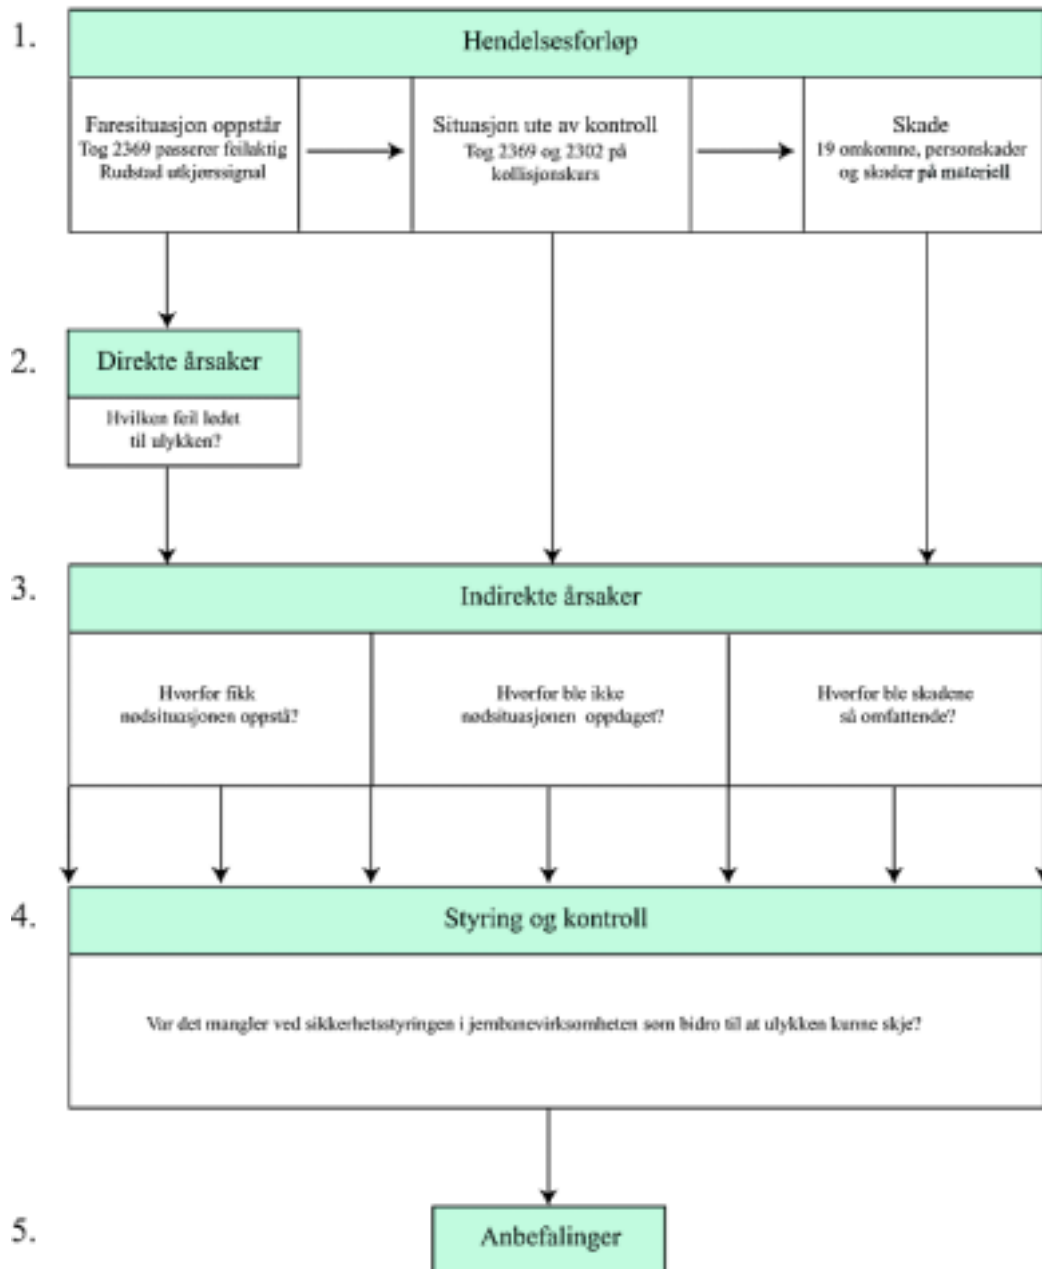 1.
Hendelsesforløp
Faresituasjon oppstår
Tog 2369 passerer feilaktig
Rudstad utkjørssignal
Situasjon ute av kontroll
Tog 2369 og 2302 på
kollisjonskurs
Skade
19 omkomne, personskader
og skader på materiell
2.
Direkte årsaker
Hvilken feil ledet
til ulykken?
3.
Indirekte årsaker
Hvorfor fikk
nødsituasjonen oppstå?
Hvorfor ble ikke
nødsituasjonen oppdaget?
Hvorfor ble skadene
så omfattende?
4.
Styring og kontroll
Var det mangler ved sikkerhetsstyringen i jernbanevirksomheten som bidro til at ulykken kunne skje?
5.
Anbefalinger